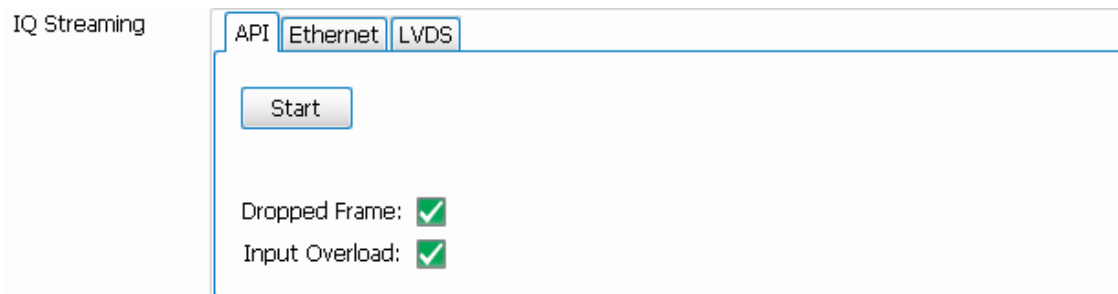 IQ Streaming
API Ethernet LVDS
Start
Dropped Frame:
Input Overload: